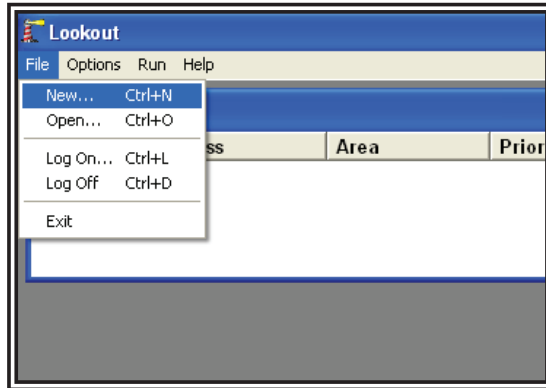 Lookout
File Options Run Help
New... Ctrl+N
Open... Ctrl+O
ss Area Prior
Log On... Ctrl+L
Log Off Ctrl+D
Exit